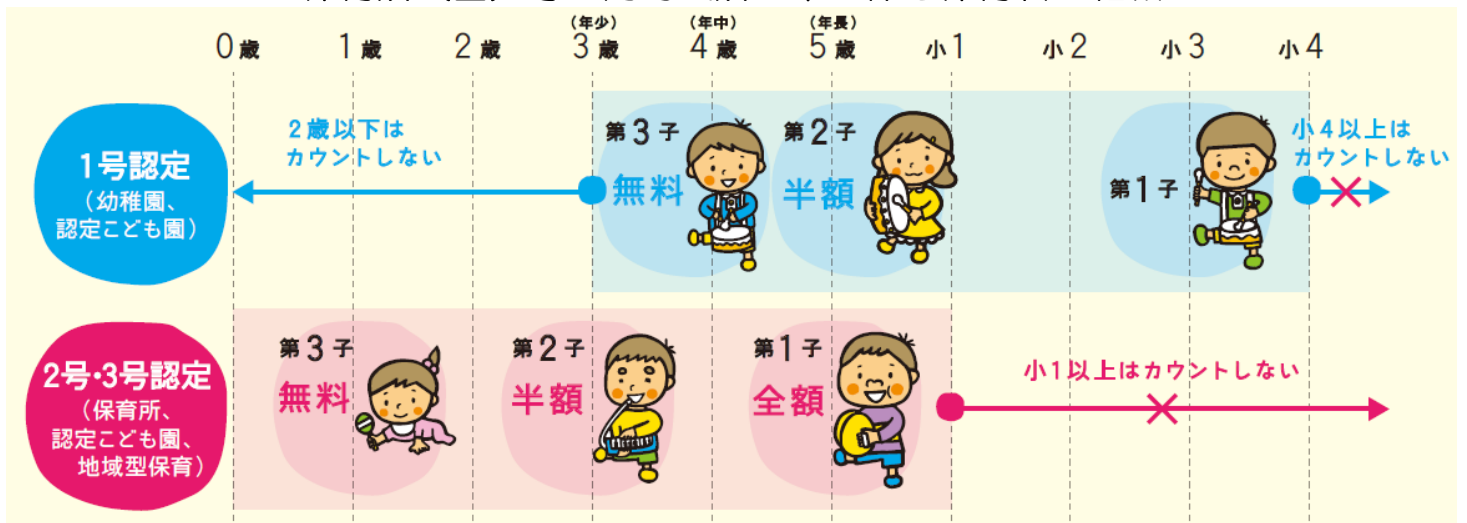 （年少）
（年中）
（年長）
0歳
1歳
2歳
3歳
4歳
5歳
小1
小2
小3
小4
1号認定
（幼稚園、
認定こども園）
2歳以下は
カウントしない
第3子
無料
第2子
半額
第1子
小4以上は
カウントしない
2号・3号認定
（保育所、
認定こども園、
地域型保育）
第3子
無料
第2子
半額
第1子
全額
小1以上はカウントしない